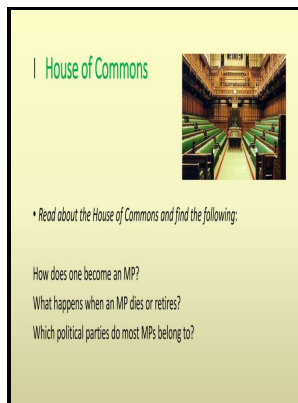 | House of Commons
• Read about the House of Commons and find the following:
How does one become an MP?
What happens when an MP dies or retires?
Which political parties do most MPs belong to?